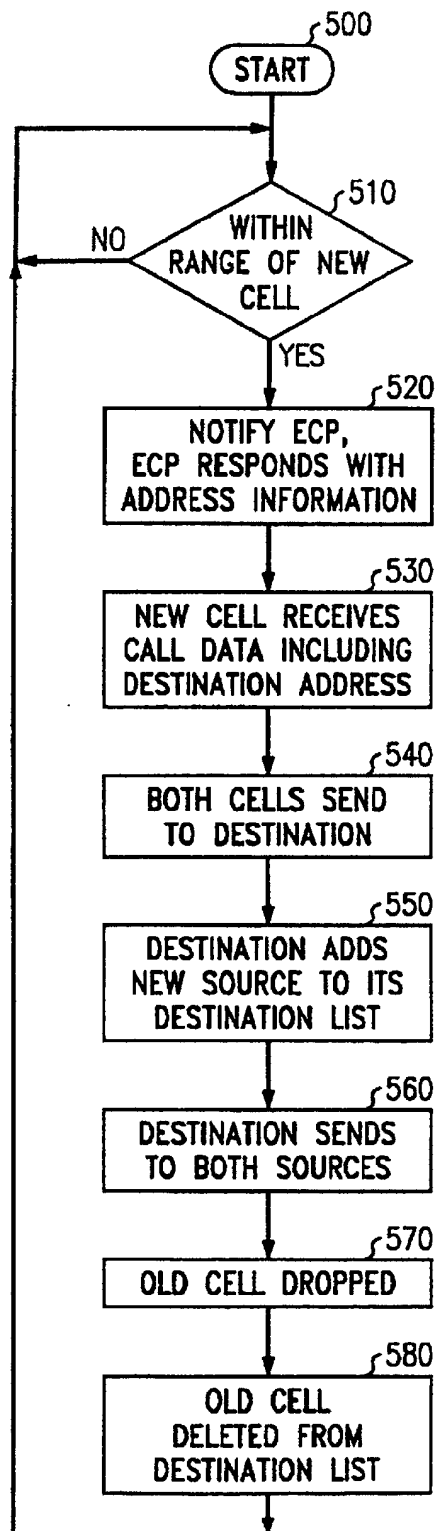 500
START
510
WITHIN
RANGE OF NEW
CELL
NO
YES
520
NOTIFY ECP,
ECP RESPONDS WITH
ADDRESS INFORMATION
530
NEW CELL RECEIVES
CALL DATA INCLUDING
DESTINATION ADDRESS
540
BOTH CELLS SEND
TO DESTINATION
550
DESTINATION ADDS
NEW SOURCE TO ITS
DESTINATION LIST
560
DESTINATION SENDS
TO BOTH SOURCES
570
OLD CELL DROPPED
580
OLD CELL
DELETED FROM
DESTINATION LIST